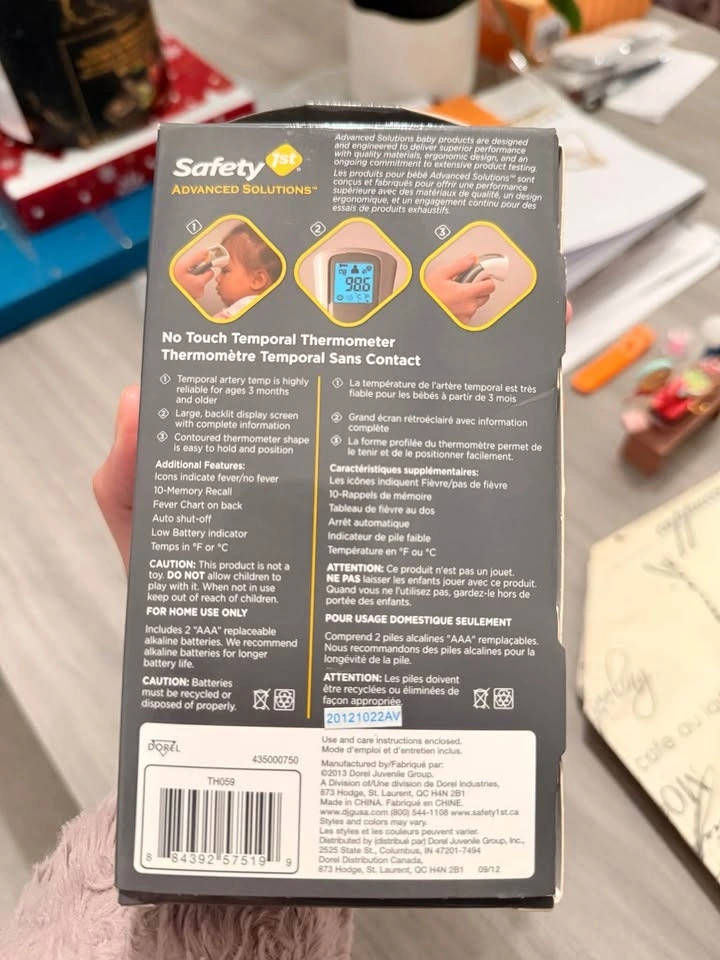 Safety 1st
ADVANCED SOLUTIONS™
Advanced Solutions baby products are designed
and engineered to deliver superior performance
with quality materials, ergonomic design, and an
ongoing commitment to extensive product testing.
Les produits pour bébé Advanced Solutions™ sont
conçus et fabriqués pour offrir une performance
supérieure avec des matériaux de qualité, un design
ergonomique, et un engagement continu pour des
essais de produits exhaustifs.
1
2
3
98.6
No Touch Temporal Thermometer
Thermomètre Temporal Sans Contact
1 Temporal artery temp is highly
reliable for ages 3 months
and older
2 Large, backlit display screen
with complete information
3 Contoured thermometer shape
is easy to hold and position
Additional Features:
Icons indicate fever/no fever
10-Memory Recall
Fever Chart on back
Auto shut-off
Low Battery indicator
Temps in °F or °C
CAUTION: This product is not a
toy. DO NOT allow children to
play with it. When not in use
keep out of reach of children.
FOR HOME USE ONLY
Includes 2 "AAA" replaceable
alkaline batteries. We recommend
alkaline batteries for longer
battery life.
CAUTION: Batteries
must be recycled or
disposed of properly.
1 La température de l'artère temporal est très
fiable pour les bébés à partir de 3 mois
2 Grand écran rétroéclairé avec information
complète
3 La forme profilée du thermomètre permet de
le tenir et de le positionner facilement.
Caractéristiques supplémentaires:
Les icônes indiquent Fièvre/pas de fièvre
10-Rappels de mémoire
Tableau de fièvre au dos
Arrêt automatique
Indicateur de pile faible
Température en °F ou °C
ATTENTION: Ce produit n'est pas un jouet.
NE PAS laisser les enfants jouer avec ce produit.
Quand vous ne l'utilisez pas, gardez-le hors de
portée des enfants.
POUR USAGE DOMESTIQUE SEULEMENT
Comprend 2 piles alcalines "AAA" remplaçables.
Nous recommandons des piles alcalines pour la
longévité de la pile.
ATTENTION: Les piles doivent
être recyclées ou éliminées de
façon appropriée.
20121022AV
DOREL
435000750
TH059
8 84392 57519 9
Use and care instructions enclosed.
Mode d'emploi et d'entretien inclus.
Manufactured by/Fabriqué par:
©2013 Dorel Juvenile Group.
A Division of/Une division de Dorel Industries,
873 Hodge, St. Laurent, QC H4N 2B1
Made in CHINA. Fabriqué en CHINE.
www.djgusa.com (800) 544-1108 www.safety1st.ca
Styles and colors may vary.
Les styles et les couleurs peuvent varier.
Distributed by (distribué par) Dorel Juvenile Group, Inc.,
2525 State St., Columbus, IN 47201-7494
Dorel Distribution Canada,
873 Hodge, St. Laurent, QC H4N 2B1 09/12